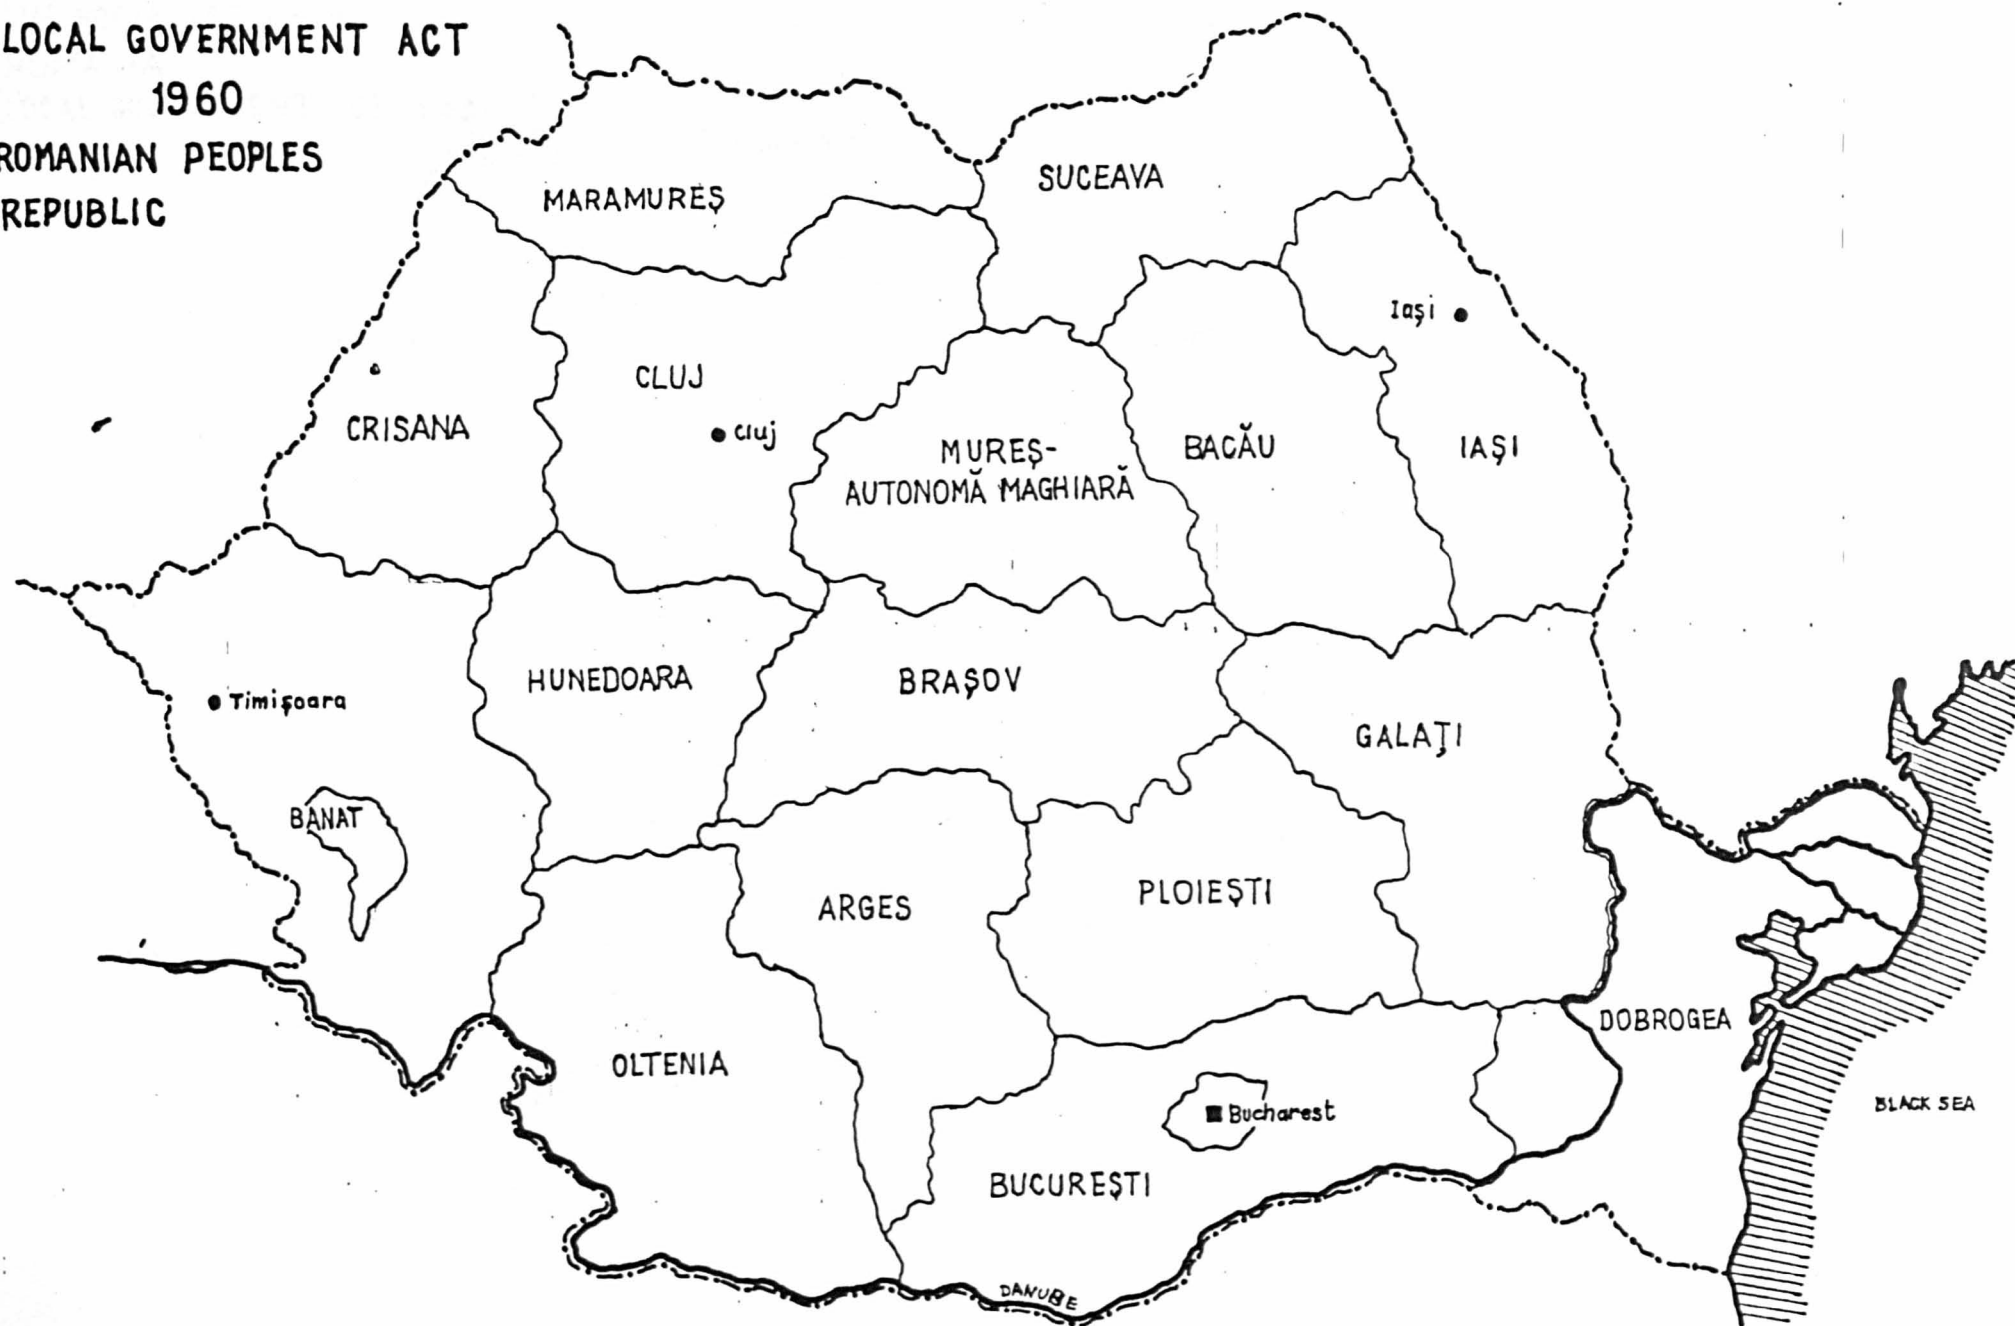 LOCAL GOVERNMENT ACT
1960
ROMANIAN PEOPLES
REPUBLIC
MARAMUREŞ
SUCEAVA
Iaşi
CLUJ
cluj
CRISANA
MUREŞ-
AUTONOMĂ MAGHIARĂ
BACĂU
IAŞI
Timişoara
HUNEDOARA
BRAŞOV
GALAŢI
BANAT
ARGES
PLOIEŞTI
DOBROGEA
OLTENIA
Bucharest
BLACK SEA
BUCUREŞTI
DANUBE